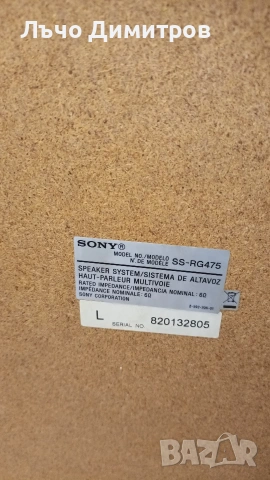 Лъчо Димитров
SONY®
MODEL NO./MODELO
N°. DE MODÈLE SS-RG475
SPEAKER SYSTEM/SISTEMA DE ALTAVOZ
HAUT-PARLEUR MULTIVOIE
RATED IMPEDANCE/IMPEDANCIA NOMINAL: 6Ω
IMPÉDANCE NOMINALE: 6Ω
SONY CORPORATION
L SERIAL NO. 820132805
BAZAR